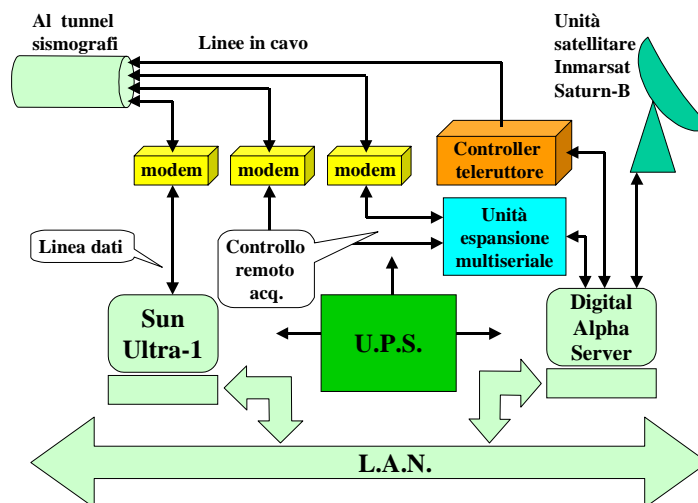 Al tunnel
sismografi
Linee in cavo
Unità
satellitare
Inmarsat
Saturn-B
modem
modem
modem
Controller
teleruttore
Linea dati
Controllo
remoto
acq.
Unità
espansione
multiseriale
Sun
Ultra-1
U.P.S.
Digital
Alpha
Server
L.A.N.